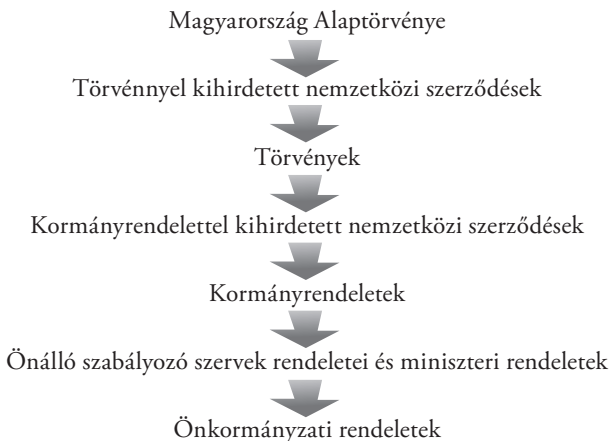 Magyarország Alaptörvénye
Törvénnyel kihirdetett nemzetközi szerződések
Törvények
Kormányrendelettel kihirdetett nemzetközi szerződések
Kormányrendeletek
Önálló szabályozó szervek rendeletei és miniszteri rendeletek
Önkormányzati rendeletek